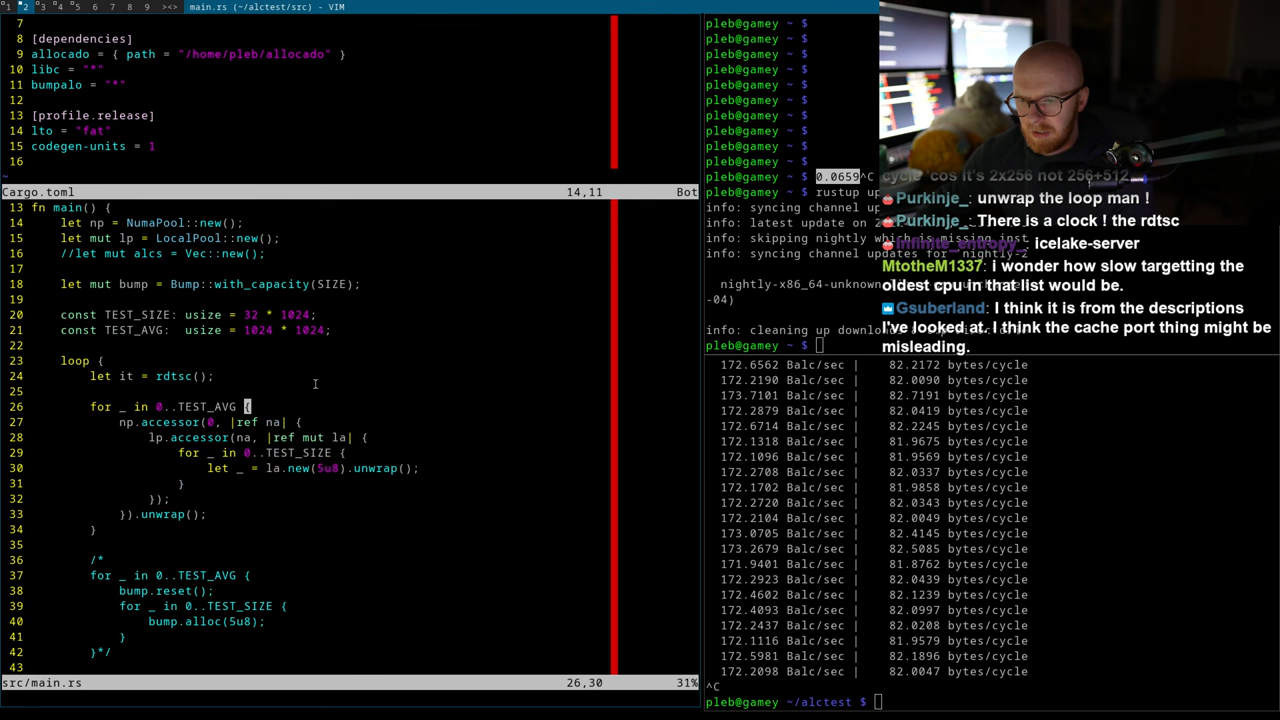 1 2 3 4 5 6 7 8 9 ><> main.rs (~/alctest/src) - VIM
7
8 [dependencies]
9 allocado = { path = "/home/pleb/allocado" }
10 libc = "*"
11 bumpalo = "*"
12
13 [profile.release]
14 lto = "fat"
15 codegen-units = 1
16
~
Cargo.toml 14,11 Bot
13 fn main() {
14 let np = NumaPool::new();
15 let mut lp = LocalPool::new();
16 //let mut alcs = Vec::new();
17
18 let mut bump = Bump::with_capacity(SIZE);
19
20 const TEST_SIZE: usize = 32 * 1024;
21 const TEST_AVG: usize = 1024 * 1024;
22
23 loop {
24 let it = rdtsc();
25
26 for _ in 0..TEST_AVG {
27 np.accessor(0, |ref na| {
28 lp.accessor(na, |ref mut la| {
29 for _ in 0..TEST_SIZE {
30 let _ = la.new(5u8).unwrap();
31 }
32 });
33 }).unwrap();
34 }
35
36 /*
37 for _ in 0..TEST_AVG {
38 bump.reset();
39 for _ in 0..TEST_SIZE {
40 bump.alloc(5u8);
41 }
42 }*/
43
src/main.rs 26,30 31%
pleb@gamey ~ $
pleb@gamey ~ $
pleb@gamey ~ $
pleb@gamey ~ $
pleb@gamey ~ $
pleb@gamey ~ $
pleb@gamey ~ $
pleb@gamey ~ $
pleb@gamey ~ $
pleb@gamey ~ $
pleb@gamey ~ $ 0.0659^C
pleb@gamey ~ $ rustup up
info: syncing channel up
info: latest update on 2
info: skipping nightly which is missing inst
info: syncing channel updates for 'nightly-2
nightly-x86_64-unknown
-04)
info: cleaning up downlo
pleb@gamey ~ $
cycle 'cos it's 2x256 not 256+512
Purkinje_: unwrap the loop man !
Purkinje_: There is a clock ! the rdtsc
infinite_entropy_: icelake-server
MtotheM1337: i wonder how slow targetting the
oldest cpu in that list would be.
Gsuberland: I think it is from the descriptions
I've looked at. I think the cache port thing might be
misleading.
172.6562 Balc/sec | 82.2172 bytes/cycle
172.2190 Balc/sec | 82.0090 bytes/cycle
173.7101 Balc/sec | 82.7191 bytes/cycle
172.2879 Balc/sec | 82.0419 bytes/cycle
172.6714 Balc/sec | 82.2245 bytes/cycle
172.1318 Balc/sec | 81.9675 bytes/cycle
172.1096 Balc/sec | 81.9569 bytes/cycle
172.2708 Balc/sec | 82.0337 bytes/cycle
172.1702 Balc/sec | 81.9858 bytes/cycle
172.2720 Balc/sec | 82.0343 bytes/cycle
172.2104 Balc/sec | 82.0049 bytes/cycle
173.0705 Balc/sec | 82.4145 bytes/cycle
173.2679 Balc/sec | 82.5085 bytes/cycle
171.9401 Balc/sec | 81.8762 bytes/cycle
172.2923 Balc/sec | 82.0439 bytes/cycle
172.4602 Balc/sec | 82.1239 bytes/cycle
172.4093 Balc/sec | 82.0997 bytes/cycle
172.2437 Balc/sec | 82.0208 bytes/cycle
172.1116 Balc/sec | 81.9579 bytes/cycle
172.5981 Balc/sec | 82.1896 bytes/cycle
172.2098 Balc/sec | 82.0047 bytes/cycle
^C
pleb@gamey ~/alctest $